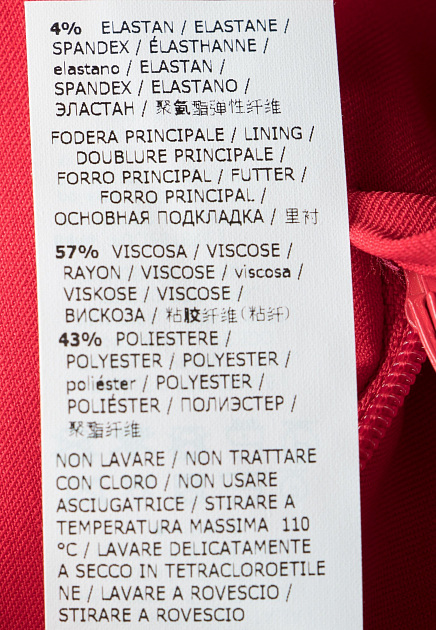 4% ELASTAN / ELASTANE /
SPANDEX / ÉLASTHANNE /
elastano / ELASTAN /
SPANDEX / ELASTANO /
ЭЛАСТАН / 聚氨酯弹性纤维
FODERA PRINCIPALE / LINING /
DOUBLURE PRINCIPALE /
FORRO PRINCIPAL / FUTTER /
FORRO PRINCIPAL /
ОСНОВНАЯ ПОДКЛАДКА / 里衬
57% VISCOSA / VISCOSE /
RAYON / VISCOSE / viscosa /
VISKOSE / VISCOSE /
ВИСКОЗА / 粘胶纤维(粘纤)
43% POLIESTERE /
POLYESTER / POLYESTER /
poliéster / POLYESTER /
POLIÉSTER / ПОЛИЭСТЕР /
聚酯纤维
NON LAVARE / NON TRATTARE
CON CLORO / NON USARE
ASCIUGATRICE / STIRARE A
TEMPERATURA MASSIMA 110
°C / LAVARE DELICATAMENTE
A SECCO IN TETRACLOROETILE
NE / LAVARE A ROVESCIO /
STIRARE A ROVESCIO